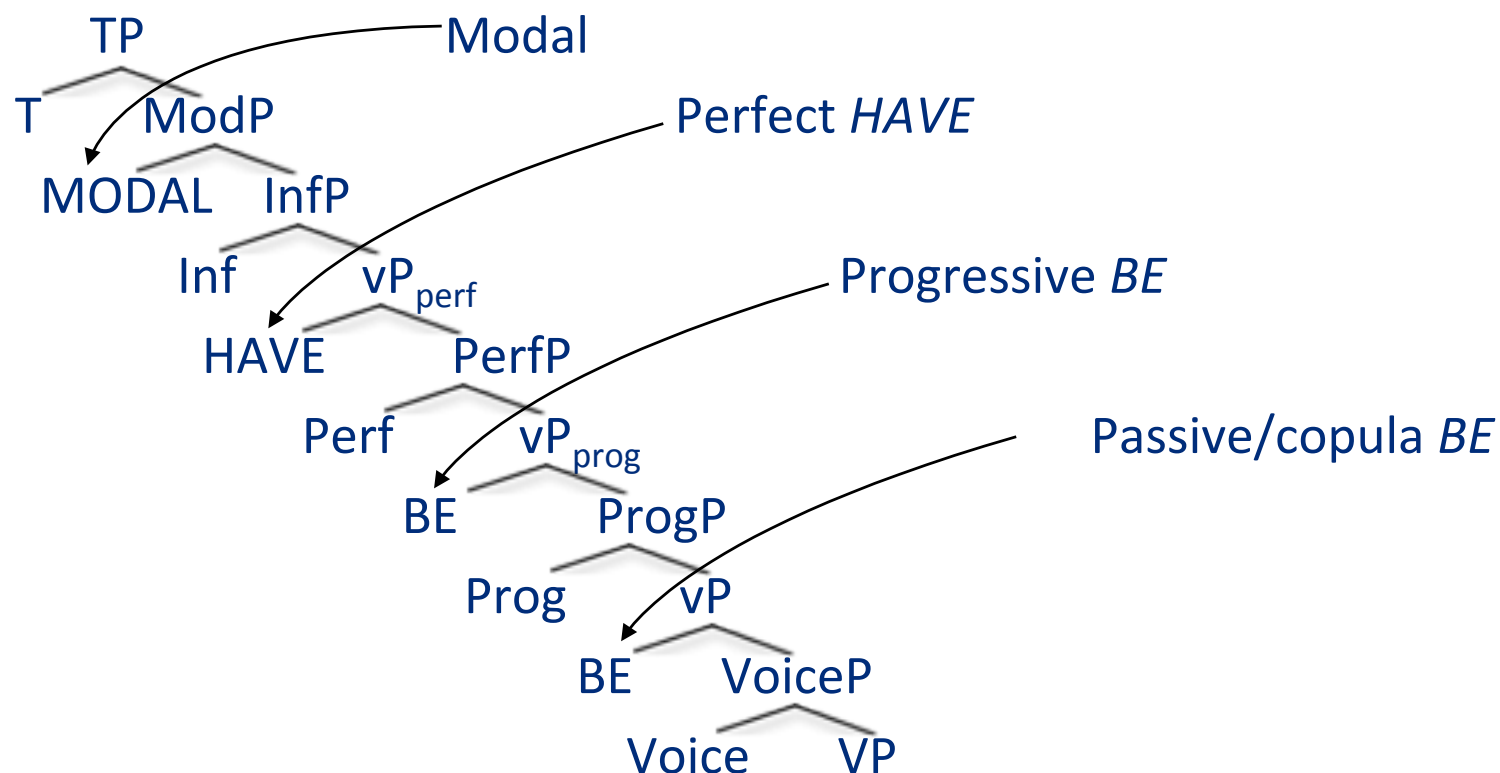 TP Modal
T ModP Perfect HAVE
MODAL InfP
Inf vPperf Progressive BE
HAVE PerfP
Perf vPprog Passive/copula BE
BE ProgP
Prog vP
BE VoiceP
Voice VP